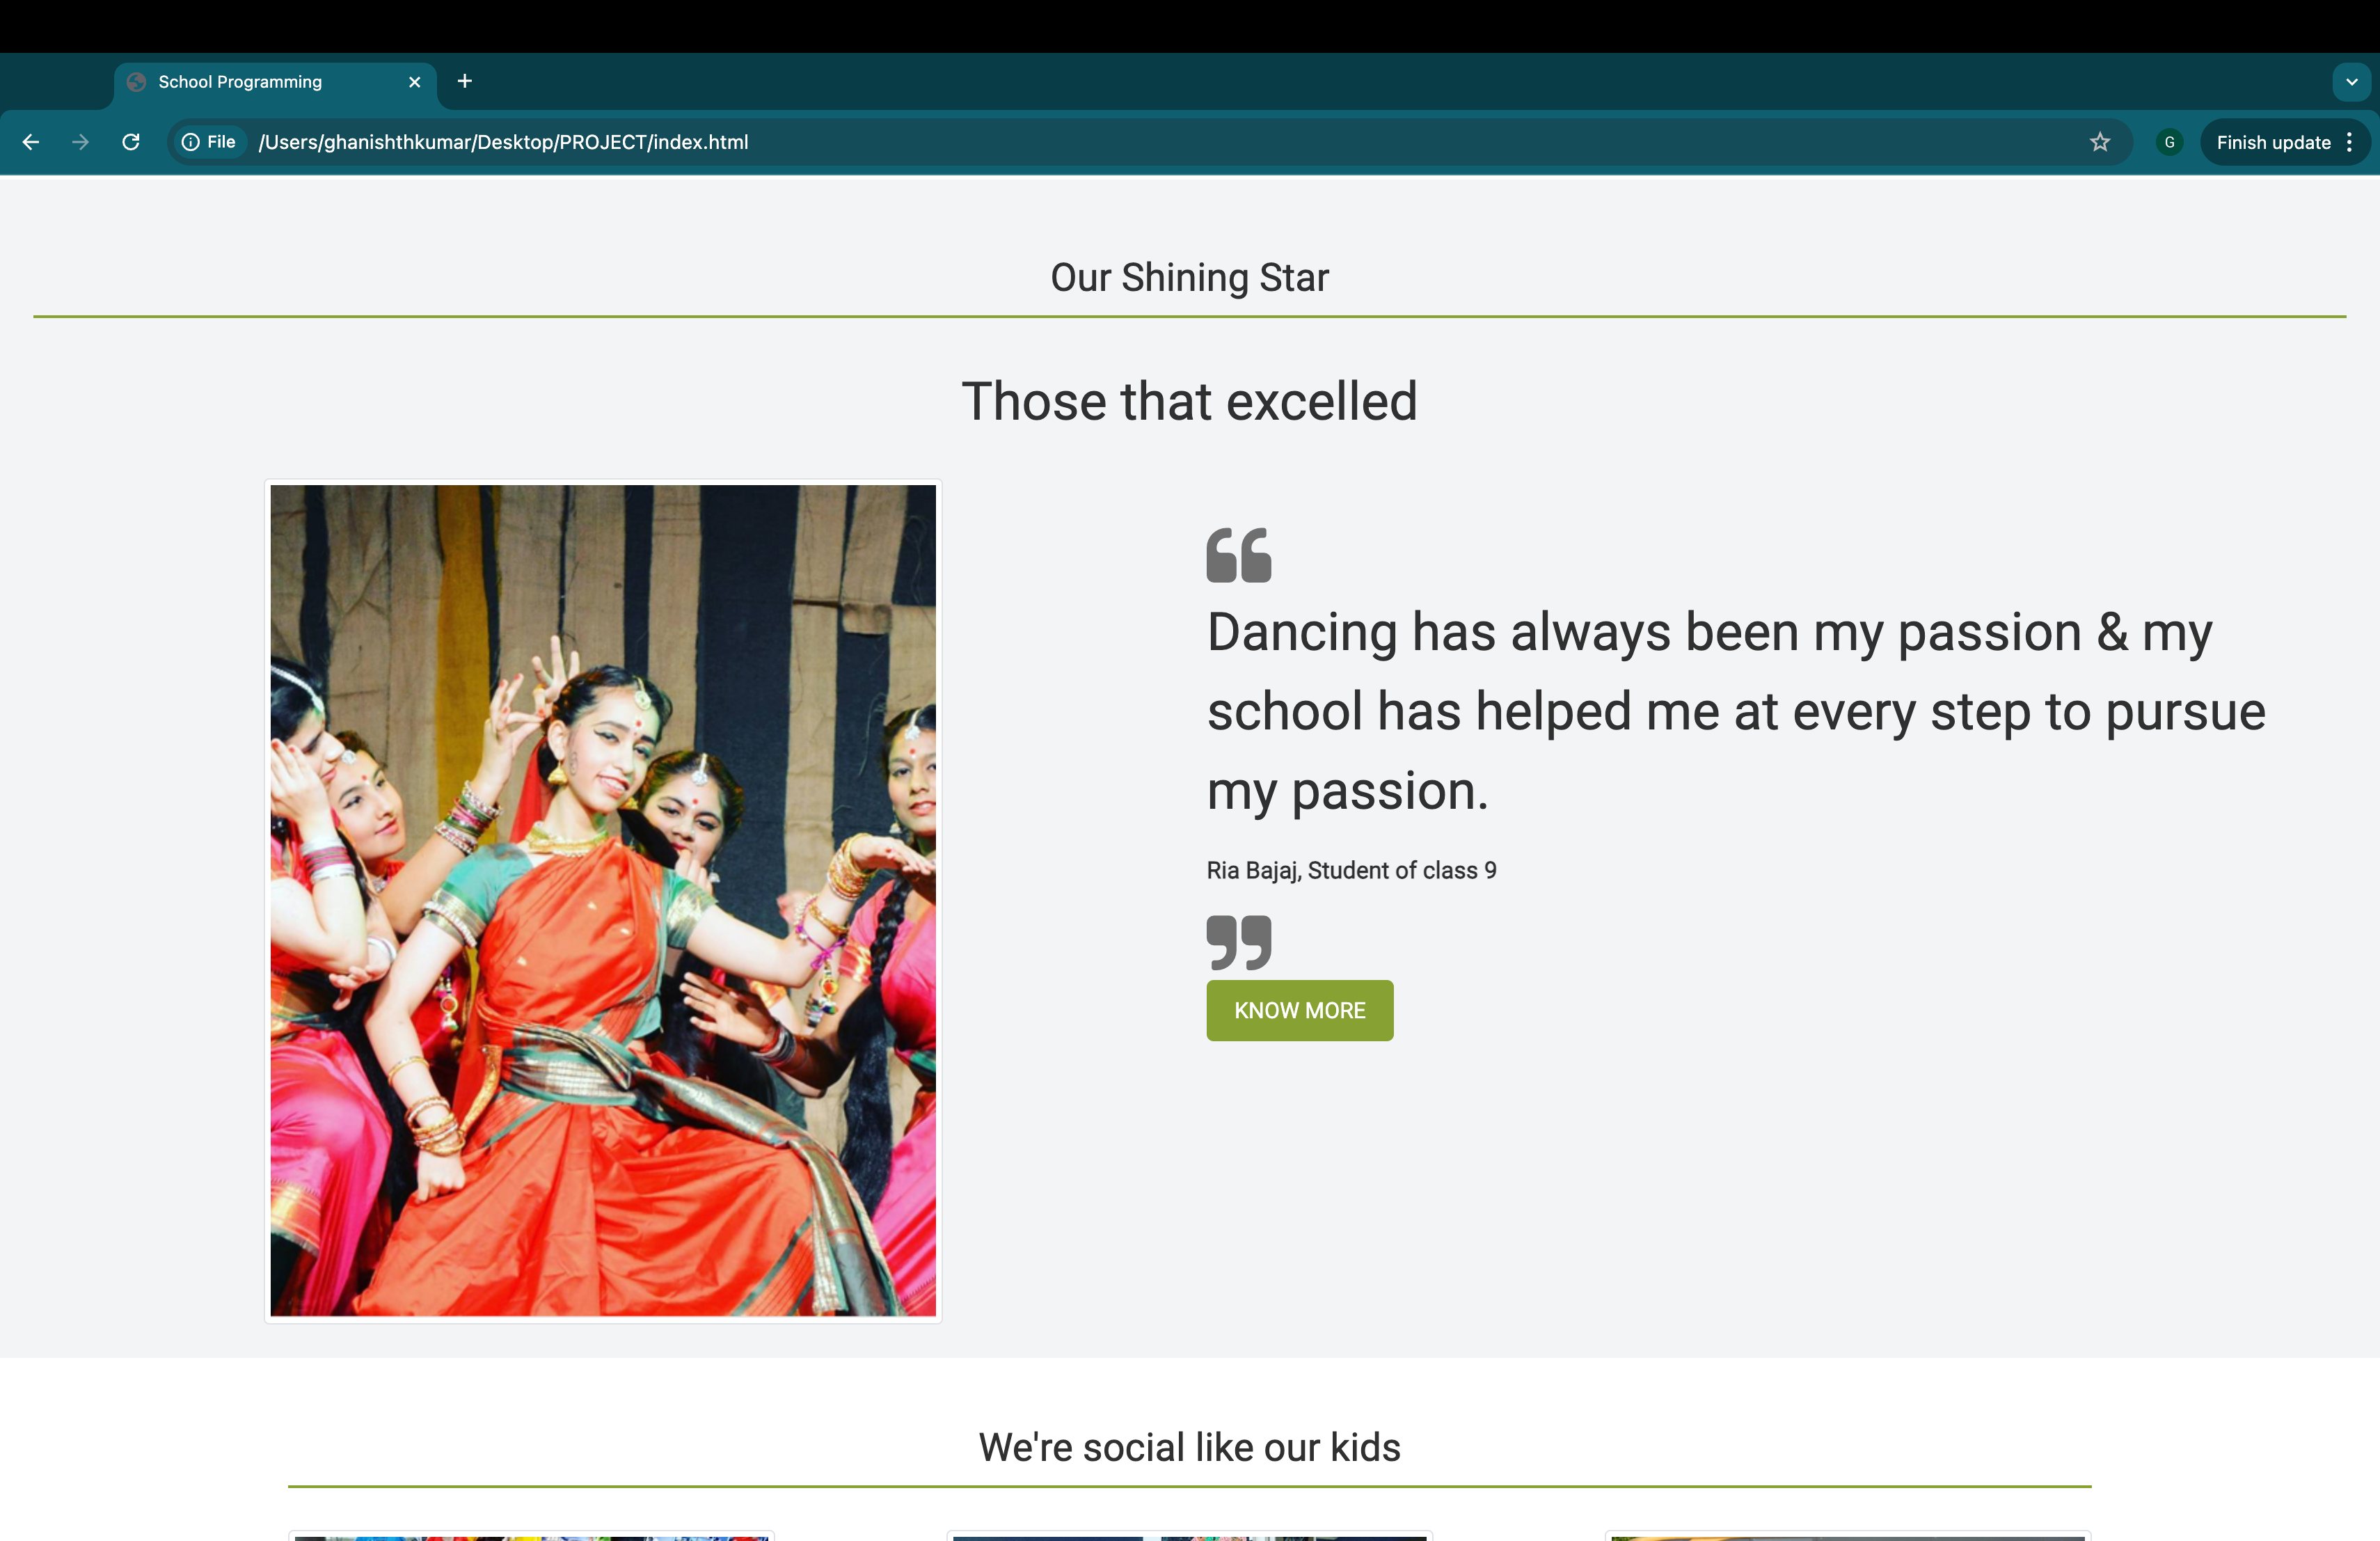 School Programming
File
/Users/ghanishthkumar/Desktop/PROJECT/index.html
G
Finish update
Our Shining Star
Those that excelled
“
Dancing has always been my passion & my
school has helped me at every step to pursue
my passion.
Ria Bajaj, Student of class 9
”
KNOW MORE
We're social like our kids